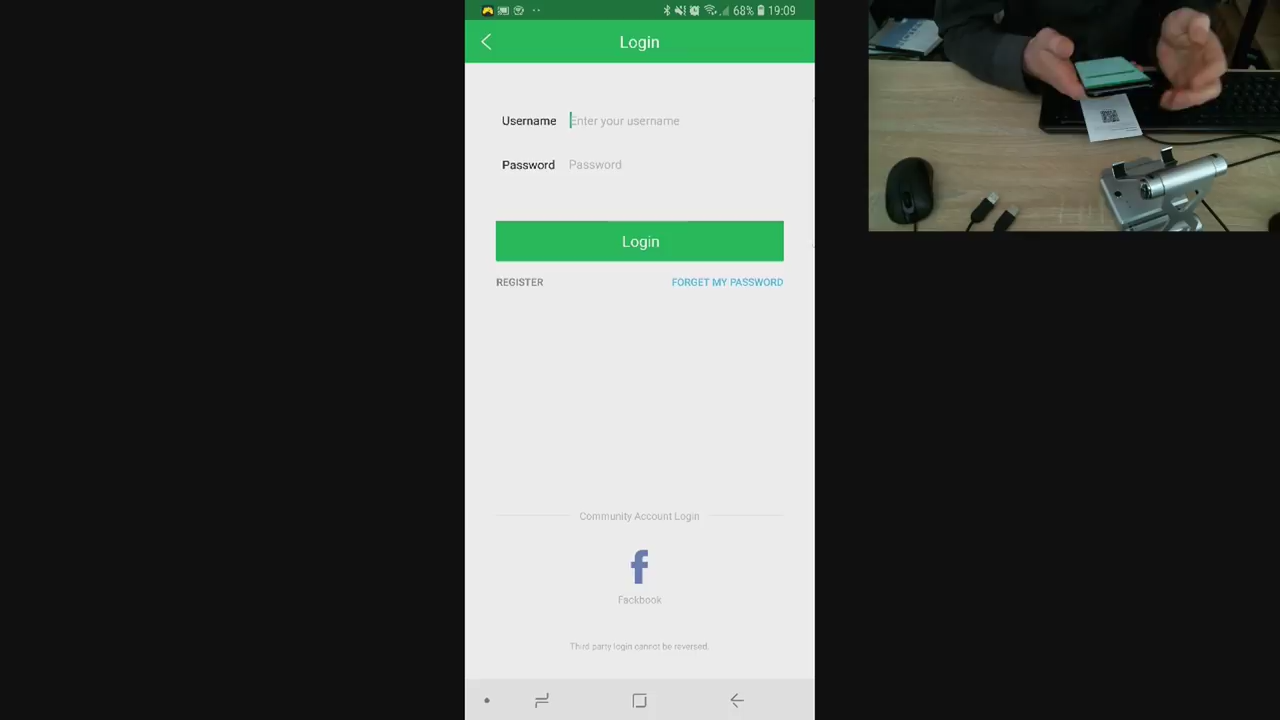 68% 19:09
Login
Username Enter your username
Password Password
Login
REGISTER FORGET MY PASSWORD
Community Account Login
f
Fackbook
Third party login cannot be reversed.